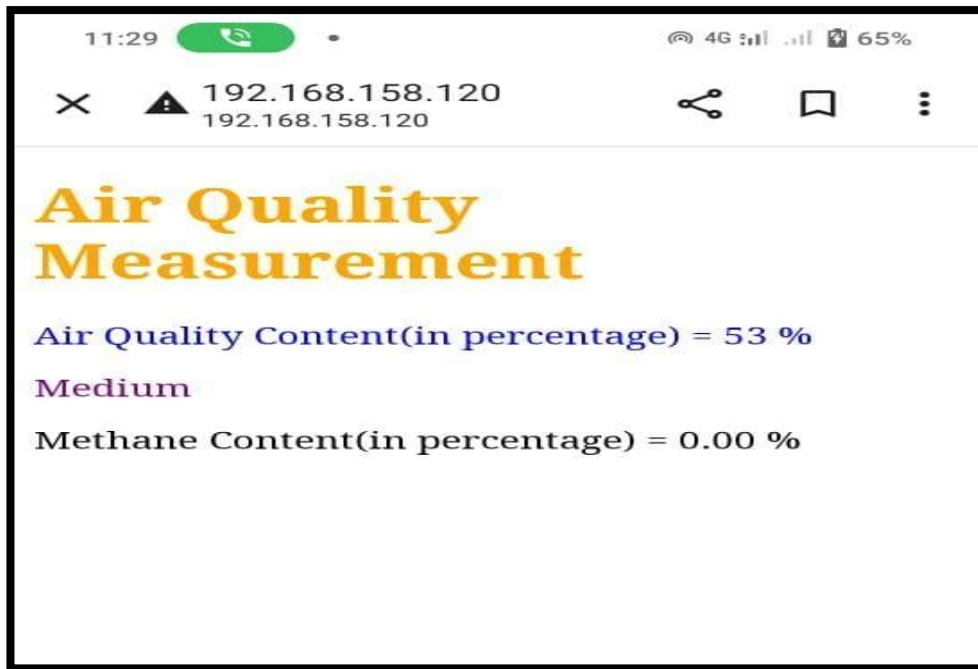 11:29 4G 65%
192.168.158.120
192.168.158.120
Air Quality
Measurement
Air Quality Content(in percentage) = 53 %
Medium
Methane Content(in percentage) = 0.00 %